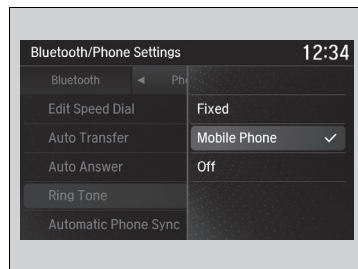 Bluetooth/Phone Settings 12:34
Bluetooth ◄ Ph
Edit Speed Dial
Auto Transfer
Auto Answer
Ring Tone
Automatic Phone Sync
Fixed
Mobile Phone ✓
Off